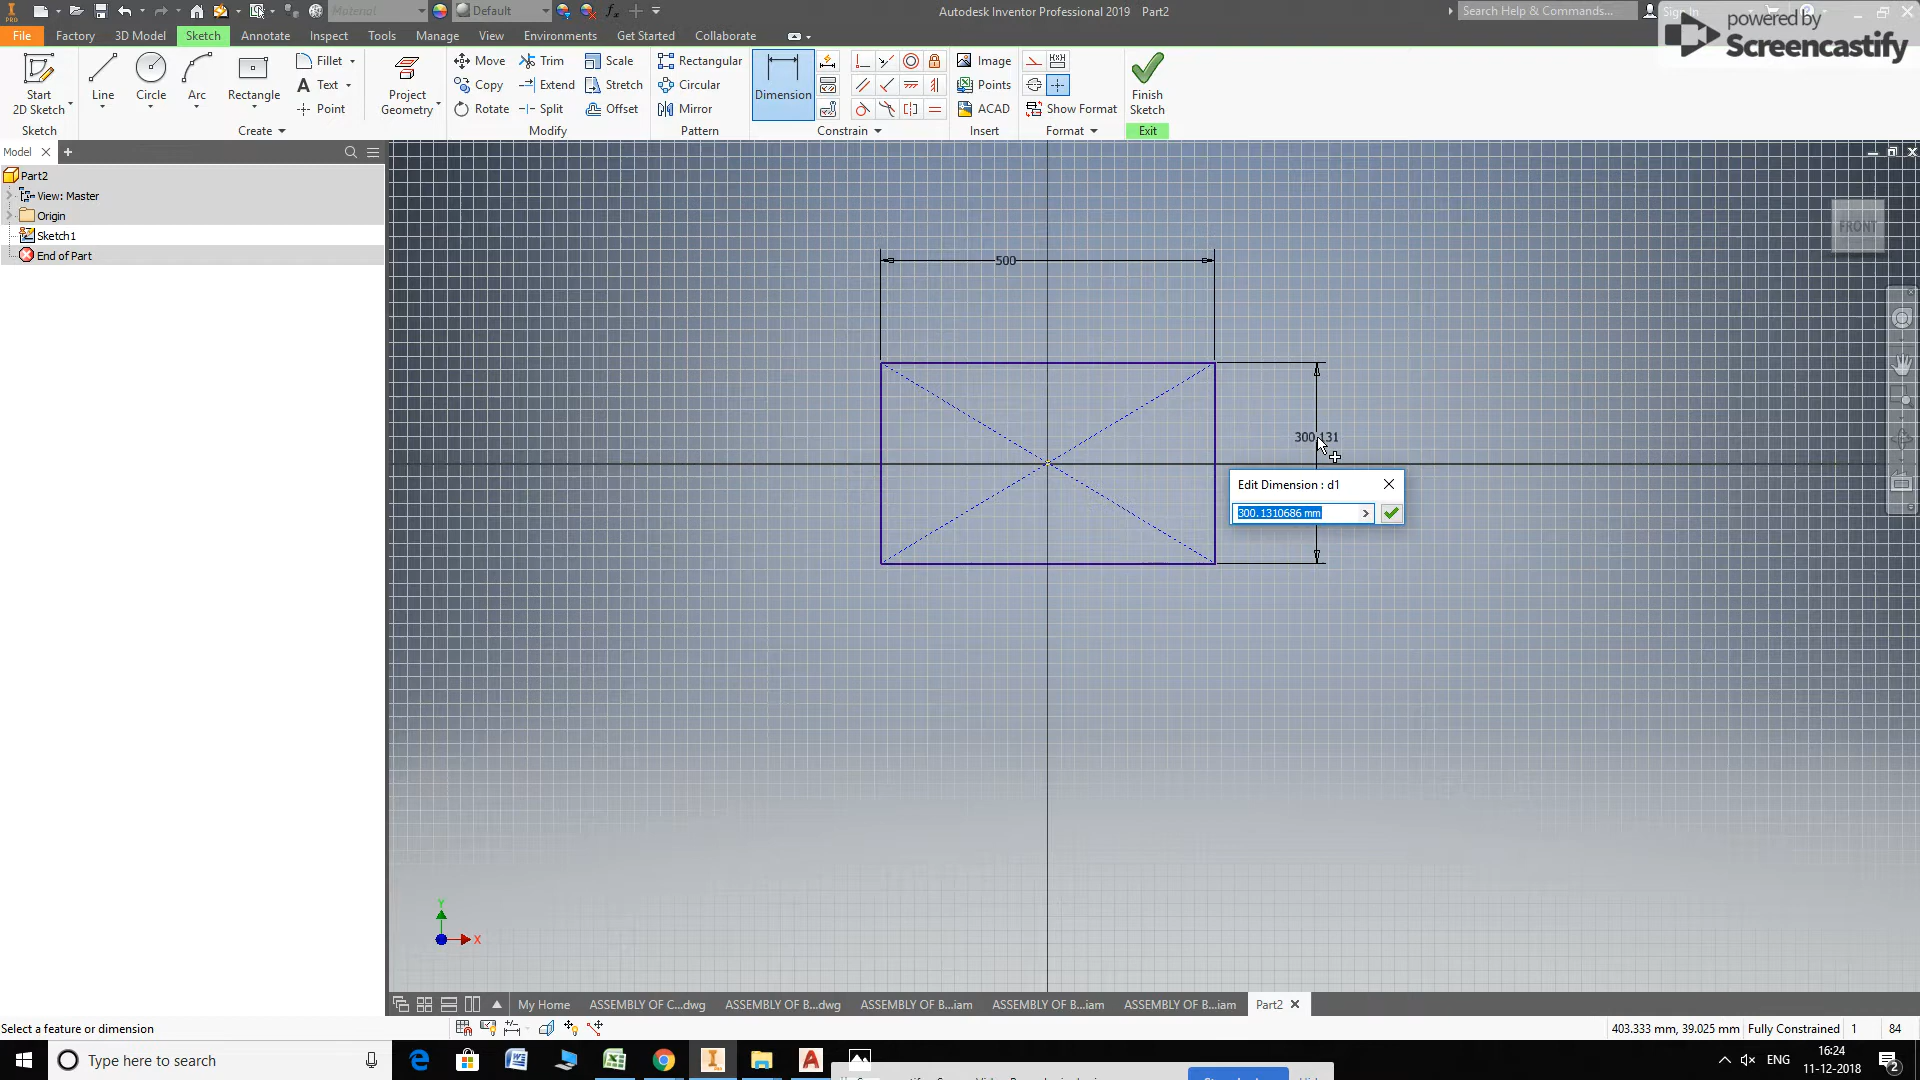 Material
Default
Autodesk Inventor Professional 2019 Part2
Search Help & Commands...
Sign In
powered by
Screencastify
File Factory 3D Model Sketch Annotate Inspect Tools Manage View Environments Get Started Collaborate
Start
2D Sketch
Line
Circle
Arc
Rectangle
Fillet
Text
Point
Project
Geometry
Move
Copy
Rotate
Trim
Extend
Split
Scale
Stretch
Offset
Rectangular
Circular
Mirror
Dimension
Image
Points
ACAD
Show Format
Finish
Sketch
Sketch Create Modify Pattern Constrain Insert Format Exit
Model
Part2
View: Master
Origin
Sketch1
End of Part
FRONT
500
300.131
Edit Dimension : d1
300.1310686 mm
Y
X
My Home ASSEMBLY OF C...dwg ASSEMBLY OF B...dwg ASSEMBLY OF B...iam ASSEMBLY OF B...iam ASSEMBLY OF B...iam Part2
Select a feature or dimension
403.333 mm, 39.025 mm Fully Constrained 1 84
Type here to search
ENG
16:24
11-12-2018
2